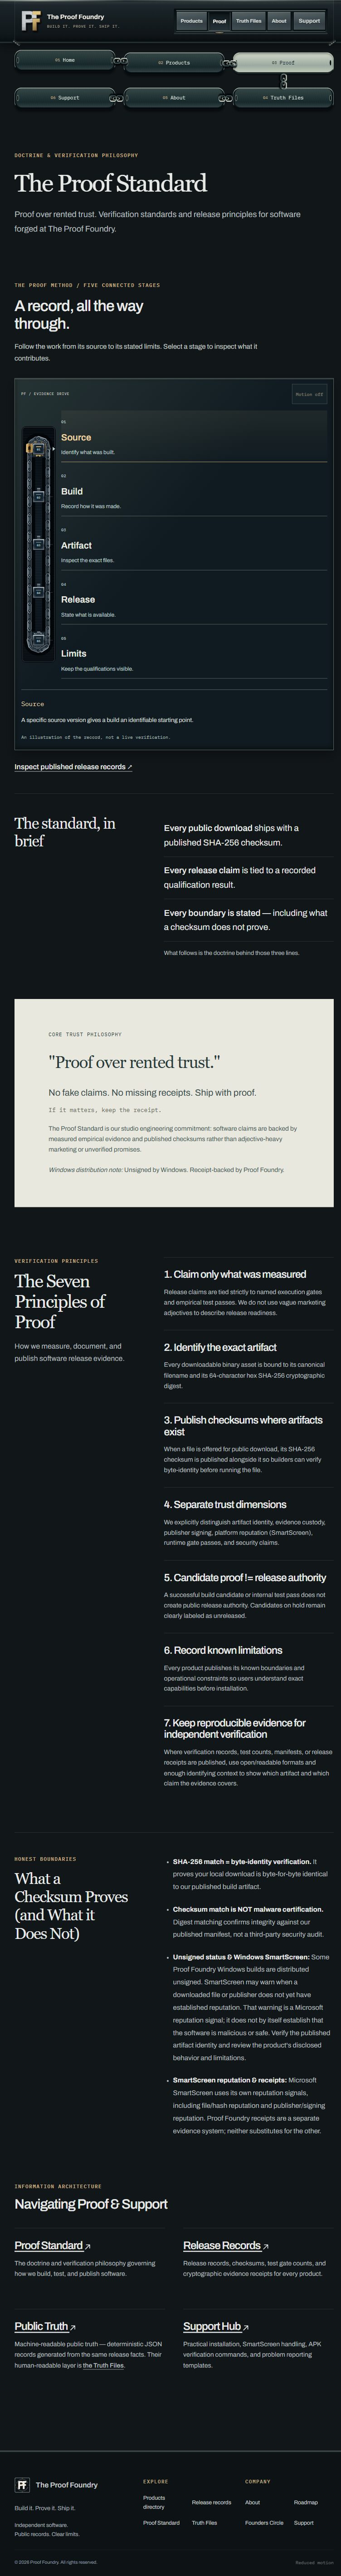 The Proof Foundry
BUILD IT. PROVE IT. SHIP IT.
Products
Proof
Truth Files
About
Support
01 Home
02 Products
03 Proof
06 Support
05 About
04 Truth Files
DOCTRINE & VERIFICATION PHILOSOPHY
The Proof Standard
Proof over rented trust. Verification standards and release principles for software
forged at The Proof Foundry.
THE PROOF METHOD / FIVE CONNECTED STAGES
A record, all the way
through.
Follow the work from its source to its stated limits. Select a stage to inspect what it
contributes.
PF / EVIDENCE DRIVE
Motion off
01
Source
Identify what was built.
02
Build
Record how it was made.
03
Artifact
Inspect the exact files.
04
Release
State what is available.
05
Limits
Keep the qualifications visible.
Source
A specific source version gives a build an identifiable starting point.
An illustration of the record, not a live verification.
Inspect published release records ↗
The standard, in
brief
Every public download ships with a
published SHA-256 checksum.
Every release claim is tied to a recorded
qualification result.
Every boundary is stated — including what
a checksum does not prove.
What follows is the doctrine behind those three lines.
CORE TRUST PHILOSOPHY
"Proof over rented trust."
No fake claims. No missing receipts. Ship with proof.
If it matters, keep the receipt.
The Proof Standard is our studio engineering commitment: software claims are backed by
measured empirical evidence and published checksums rather than adjective-heavy
marketing or unverified promises.
Windows distribution note: Unsigned by Windows. Receipt-backed by Proof Foundry.
VERIFICATION PRINCIPLES
The Seven
Principles of
Proof
How we measure, document, and
publish software release evidence.
1. Claim only what was measured
Release claims are tied strictly to named execution gates
and empirical test passes. We do not use vague marketing
adjectives to describe release readiness.
2. Identify the exact artifact
Every downloadable binary asset is bound to its canonical
filename and its 64-character hex SHA-256 cryptographic
digest.
3. Publish checksums where artifacts
exist
When a file is offered for public download, its SHA-256
checksum is published alongside it so builders can verify
byte-identity before running the file.
4. Separate trust dimensions
We explicitly distinguish artifact identity, evidence custody,
publisher signing, platform reputation (SmartScreen),
runtime gate passes, and security claims.
5. Candidate proof != release authority
A successful build candidate or internal test pass does not
create public release authority. Candidates on hold remain
clearly labeled as unreleased.
6. Record known limitations
Every product publishes its known boundaries and
operational constraints so users understand exact
capabilities before installation.
7. Keep reproducible evidence for
independent verification
Where verification records, test counts, manifests, or release
receipts are published, use open/readable formats and
enough identifying context to show which artifact and which
claim the evidence covers.
HONEST BOUNDARIES
What a
Checksum Proves
(and What it
Does Not)
• SHA-256 match = byte-identity verification. It
proves your local download is byte-for-byte identical
to our published build artifact.
• Checksum match is NOT malware certification.
Digest matching confirms integrity against our
published manifest, not a third-party security audit.
• Unsigned status & Windows SmartScreen: Some
Proof Foundry Windows builds are distributed
unsigned. SmartScreen may warn when a
downloaded file or publisher does not yet have
established reputation. That warning is a Microsoft
reputation signal; it does not by itself establish that
the software is malicious or safe. Verify the published
artifact identity and review the product's disclosed
behavior and limitations.
• SmartScreen reputation & receipts: Microsoft
SmartScreen uses its own reputation signals,
including file/hash reputation and publisher/signing
reputation. Proof Foundry receipts are a separate
evidence system; neither substitutes for the other.
INFORMATION ARCHITECTURE
Navigating Proof & Support
Proof Standard ↗
The doctrine and verification philosophy governing
how we build, test, and publish software.
Release Records ↗
Release records, checksums, test gate counts, and
cryptographic evidence receipts for every product.
Public Truth ↗
Machine-readable public truth — deterministic JSON
records generated from the same release facts. Their
human-readable layer is the Truth Files.
Support Hub ↗
Practical installation, SmartScreen handling, APK
verification commands, and problem reporting
templates.
The Proof Foundry
Build it. Prove it. Ship it.
Independent software.
Public records. Clear limits.
EXPLORE
Products
directory
Release records
Proof Standard
Truth Files
COMPANY
About
Roadmap
Founders Circle
Support
© 2026 Proof Foundry. All rights reserved.
Reduced motion